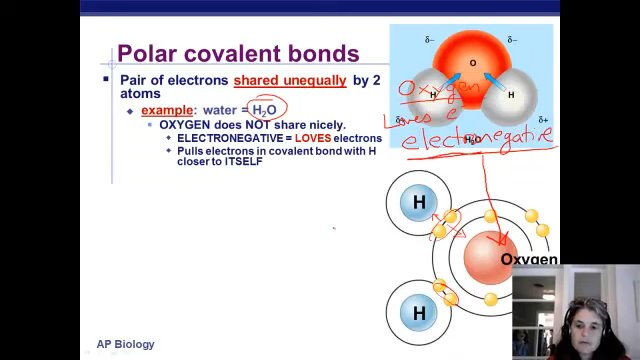 Polar covalent bonds
Pair of electrons shared unequally by 2
atoms
example: water = H₂O
OXYGEN does NOT share nicely.
ELECTRONEGATIVE = LOVES electrons
Pulls electrons in covalent bond with H
closer to ITSELF
δ– δ–
O
Oxygen
H H
δ+ δ+
Loves e
electronegative
H₂O
H
Oxygen
H
AP Biology